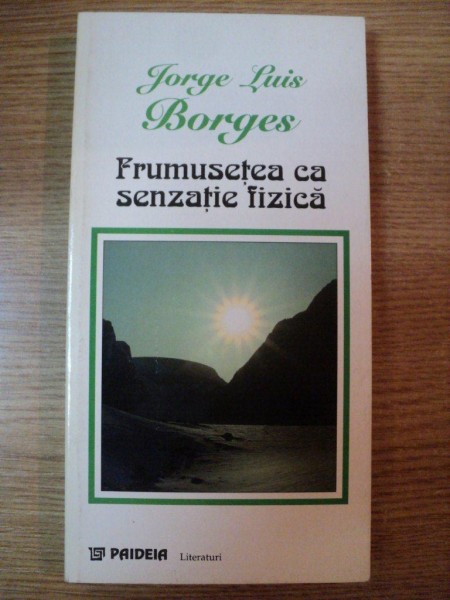 Jorge Luis
Borges
Frumusețea ca
senzație fizică
PAIDEIA Literaturi